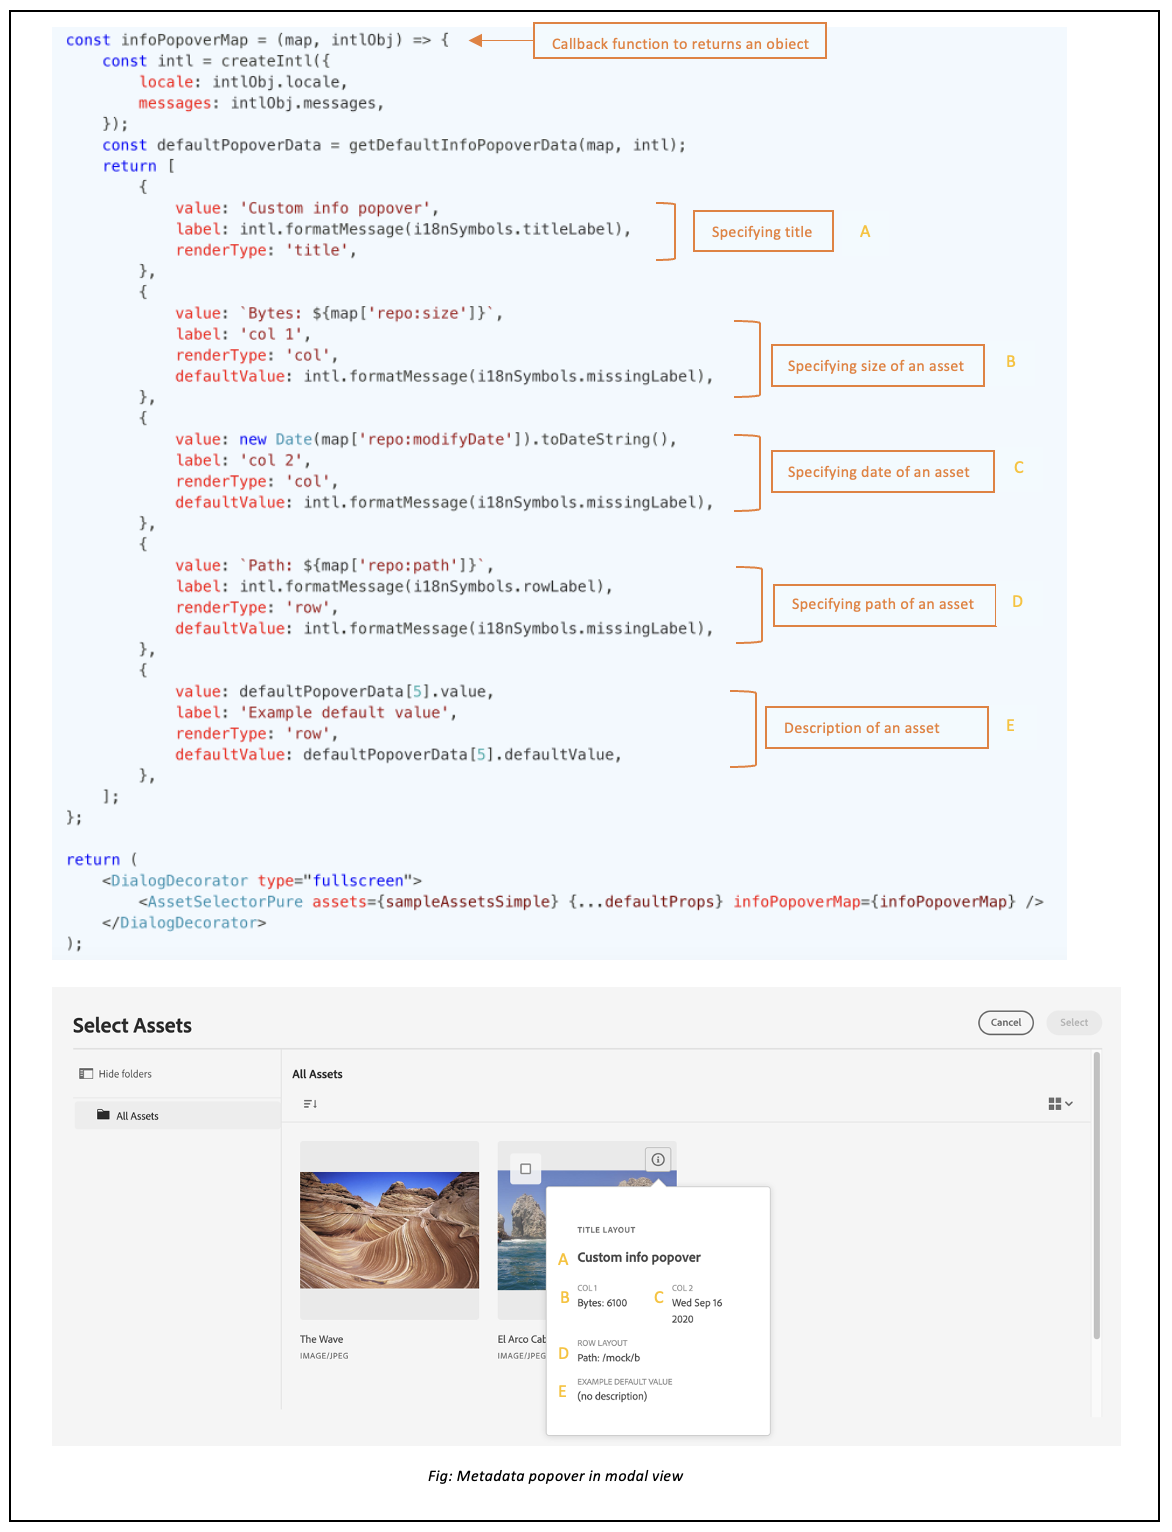 const infoPopoverMap = (map, intlObj) => {
Callback function to returns an object
const intl = createIntl({
locale: intlObj.locale,
messages: intlObj.messages,
});
const defaultPopoverData = getDefaultInfoPopoverData(map, intl);
return [
{
value: 'Custom info popover',
label: intl.formatMessage(i18nSymbols.titleLabel),
renderType: 'title',
},
Specifying title
A
{
value: `Bytes: ${map['repo:size']}`,
label: 'col 1',
renderType: 'col',
defaultValue: intl.formatMessage(i18nSymbols.missingLabel),
},
Specifying size of an asset
B
{
value: new Date(map['repo:modifyDate']).toDateString(),
label: 'col 2',
renderType: 'col',
defaultValue: intl.formatMessage(i18nSymbols.missingLabel),
},
Specifying date of an asset
C
{
value: `Path: ${map['repo:path']}`,
label: intl.formatMessage(i18nSymbols.rowLabel),
renderType: 'row',
defaultValue: intl.formatMessage(i18nSymbols.missingLabel),
},
Specifying path of an asset
D
{
value: defaultPopoverData[5].value,
label: 'Example default value',
renderType: 'row',
defaultValue: defaultPopoverData[5].defaultValue,
},
Description of an asset
E
];
};
return (
<DialogDecorator type="fullscreen">
<AssetSelectorPure assets={sampleAssetsSimple} {...defaultProps} infoPopoverMap={infoPopoverMap} />
</DialogDecorator>
);
Select Assets
Cancel
Select
Hide folders
All Assets
All Assets
The Wave
IMAGE/JPEG
El Arco Cab
IMAGE/JPEG
TITLE LAYOUT
A Custom info popover
COL 1
B Bytes: 6100
COL 2
C Wed Sep 16
2020
ROW LAYOUT
D Path: /mock/b
EXAMPLE DEFAULT VALUE
E (no description)
Fig: Metadata popover in modal view